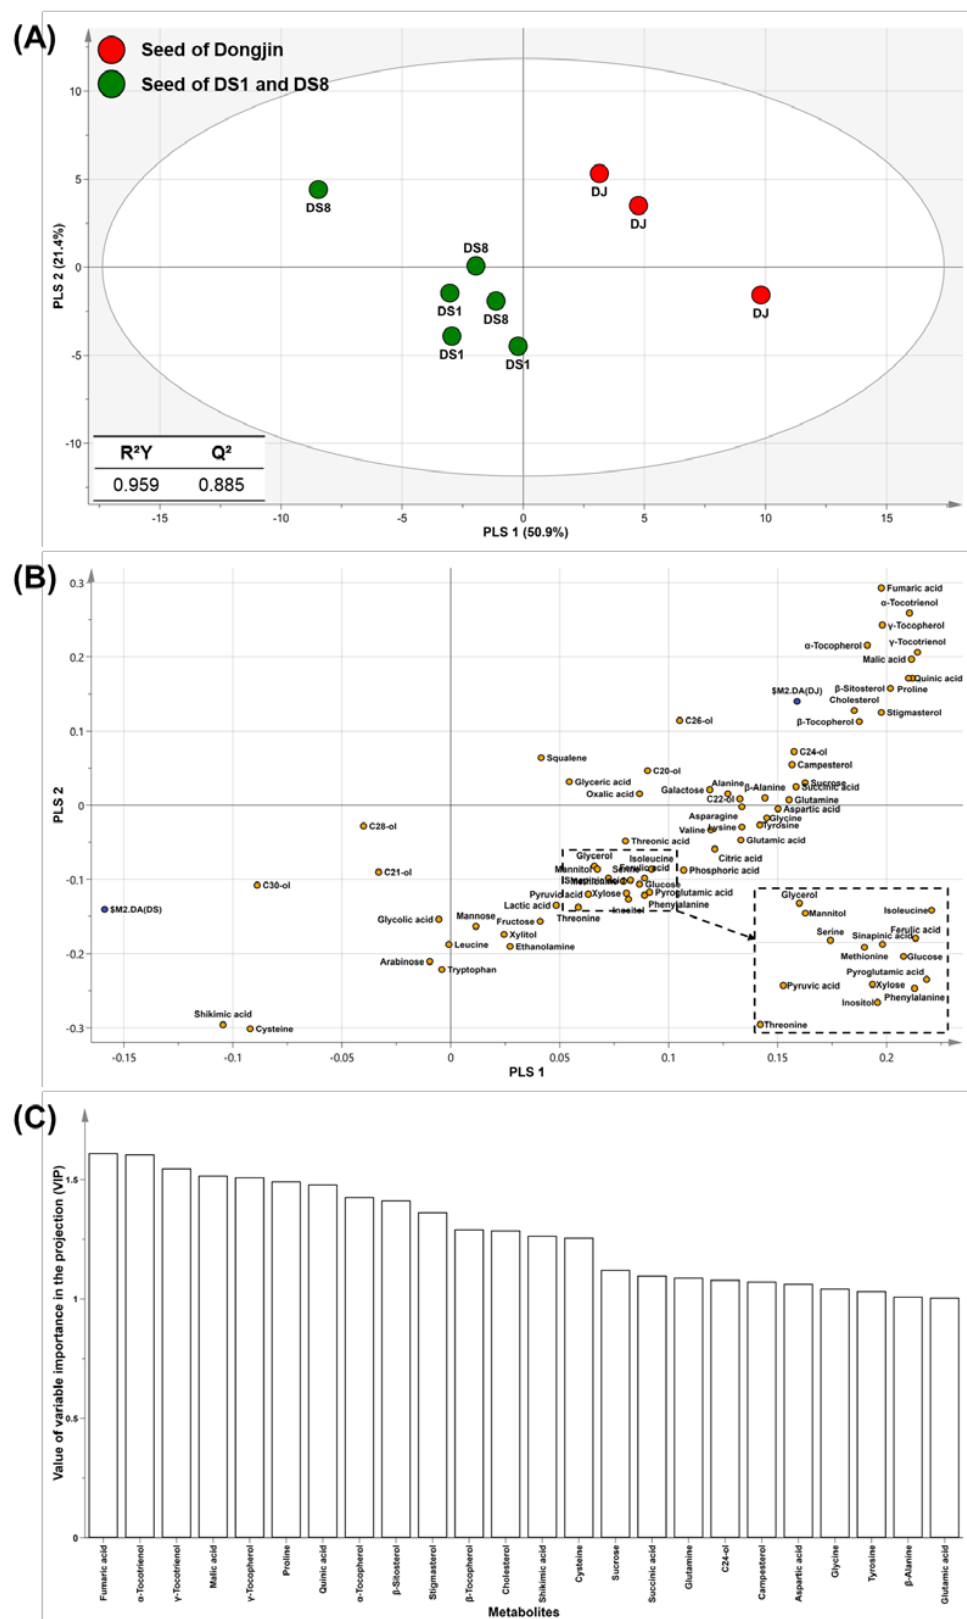 (A)
Seed of Dongjin
Seed of DS1 and DS8
10
5
0
-5
-10
PLS 2 (21.4%)
DS8
DJ
DJ
DS8
DS1
DS8
DJ
DS1
DS1
R²Y Q²
0.959 0.885
-15 -10 -5 0 5 10 15
PLS 1 (50.9%)
(B)
0.3
0.2
0.1
0
-0.1
-0.2
-0.3
PLS 2
Fumaric acid
α-Tocotrienol
γ-Tocopherol
α-Tocopherol
γ-Tocotrienol
Malic acid
Quinic acid
β-Sitosterol
Proline
$M2.DA(DJ)
Cholesterol
Stigmasterol
β-Tocopherol
C26-ol
Squalene
C24-ol
Campesterol
C20-ol
Glyceric acid
Oxalic acid
Galactose
Alanine
C22-ol
β-Alanine
Sucrose
Succinic acid
Glutamine
Aspartic acid
Asparagine
Glycine
Valine
Lysine
Tyrosine
C28-ol
Threonic acid
Glutamic acid
Citric acid
Glycerol
Isoleucine
Mannitol
Serine
Ferulic acid
Phosphoric acid
C21-ol
Sinapinic acid
Methionine
Glucose
C30-ol
Pyruvic acid
Xylose
Pyroglutamic acid
Lactic acid
Inositol
Phenylalanine
Threonine
$M2.DA(DS)
Glycolic acid
Mannose
Fructose
Xylitol
Leucine
Ethanolamine
Arabinose
Tryptophan
Shikimic acid
Cysteine
Glycerol
Mannitol
Isoleucine
Serine
Sinapinic acid
Ferulic acid
Methionine
Glucose
Pyroglutamic acid
Pyruvic acid
Xylose
Phenylalanine
Inositol
Threonine
-0.15 -0.1 -0.05 0 0.05 0.1 0.15 0.2
PLS 1
(C)
Value of variable importance in the projection (VIP)
1.5
1
0.5
0
Fumaric acid
α-Tocotrienol
γ-Tocotrienol
Malic acid
γ-Tocopherol
Proline
Quinic acid
α-Tocopherol
β-Sitosterol
Stigmasterol
β-Tocopherol
Cholesterol
Shikimic acid
Cysteine
Sucrose
Succinic acid
Glutamine
C24-ol
Campesterol
Aspartic acid
Glycine
Tyrosine
β-Alanine
Glutamic acid
Metabolites